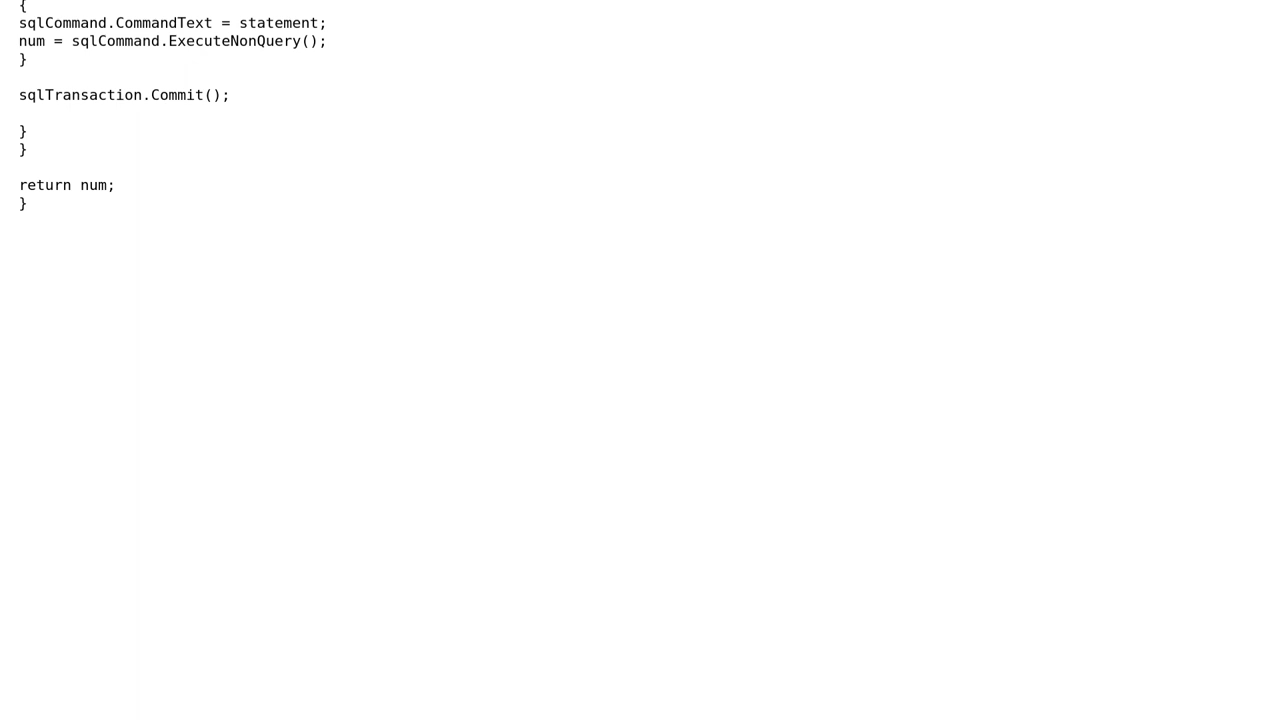 {
sqlCommand.CommandText = statement;
num = sqlCommand.ExecuteNonQuery();
}
sqlTransaction.Commit();
}
}
return num;
}